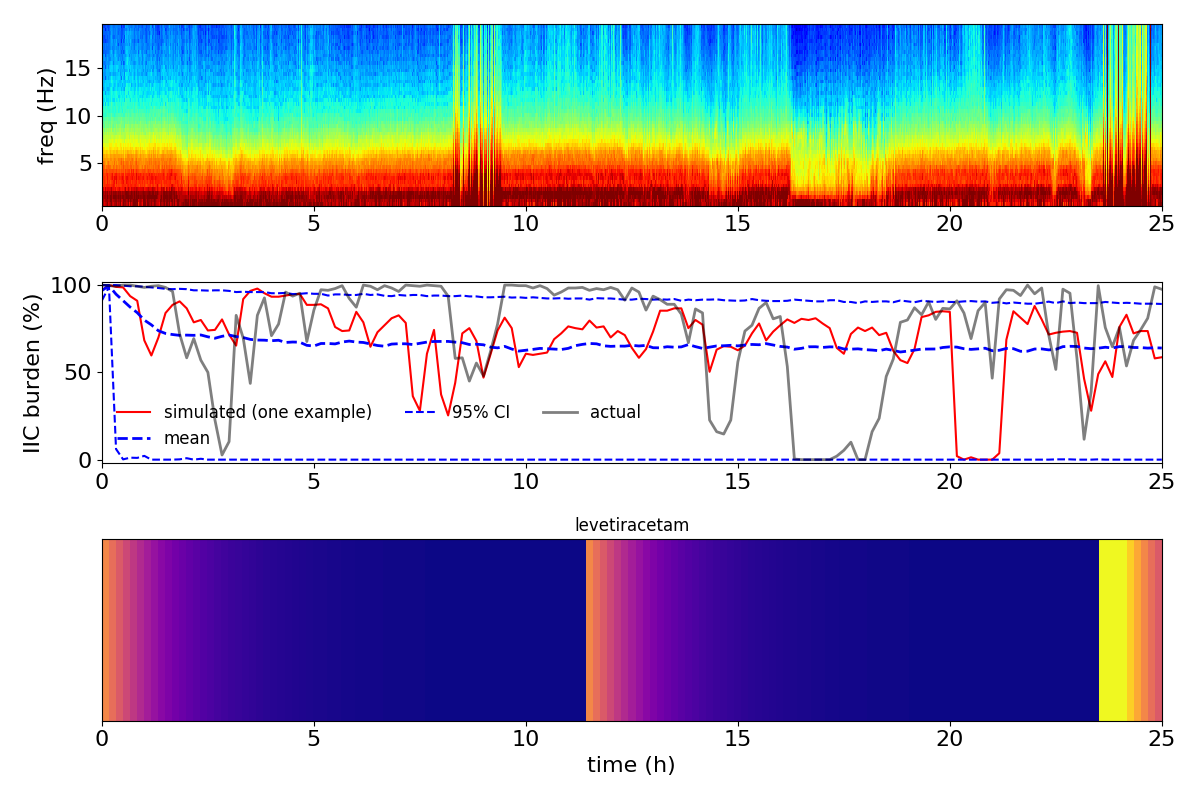 freq (Hz)
15
10
5
0 5 10 15 20 25
IIC burden (%)
100
50
0
simulated (one example) 95% CI actual
mean
0 5 10 15 20 25
levetiracetam
0 5 10 15 20 25
time (h)